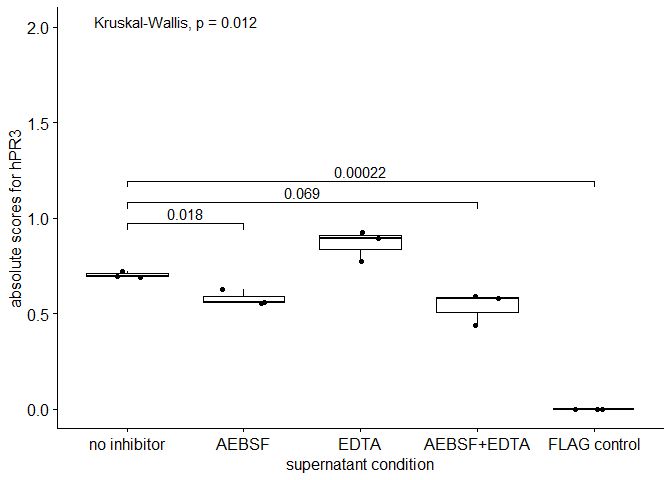 Kruskal-Wallis, p = 0.012
absolute scores for hPR3
2.0
1.5
1.0
0.5
0.0
0.00022
0.069
0.018
no inhibitor AEBSF EDTA AEBSF+EDTA FLAG control
supernatant condition